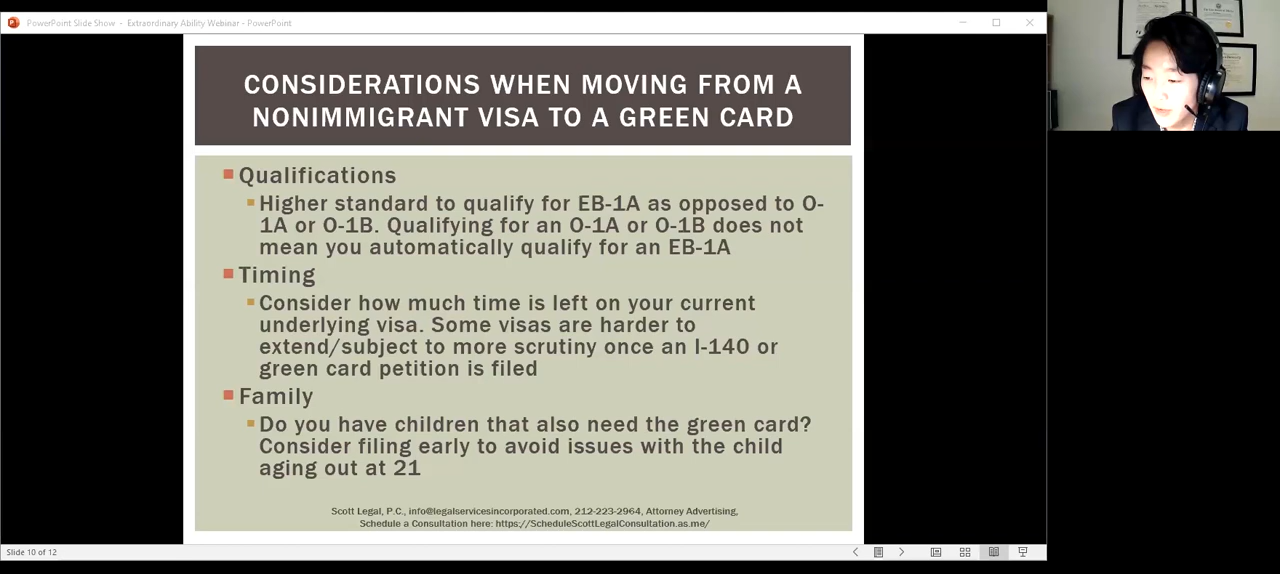 PowerPoint Slide Show - Extraordinary Ability Webinar - PowerPoint
CONSIDERATIONS WHEN MOVING FROM A
NONIMMIGRANT VISA TO A GREEN CARD
Qualifications
Higher standard to qualify for EB-1A as opposed to O-
1A or O-1B. Qualifying for an O-1A or O-1B does not
mean you automatically qualify for an EB-1A
Timing
Consider how much time is left on your current
underlying visa. Some visas are harder to
extend/subject to more scrutiny once an I-140 or
green card petition is filed
Family
Do you have children that also need the green card?
Consider filing early to avoid issues with the child
aging out at 21
Scott Legal, P.C., info@legalservicesincorporated.com, 212-223-2964, Attorney Advertising,
Schedule a Consultation here: https://ScheduleScottLegalConsultation.as.me/
Slide 10 of 12